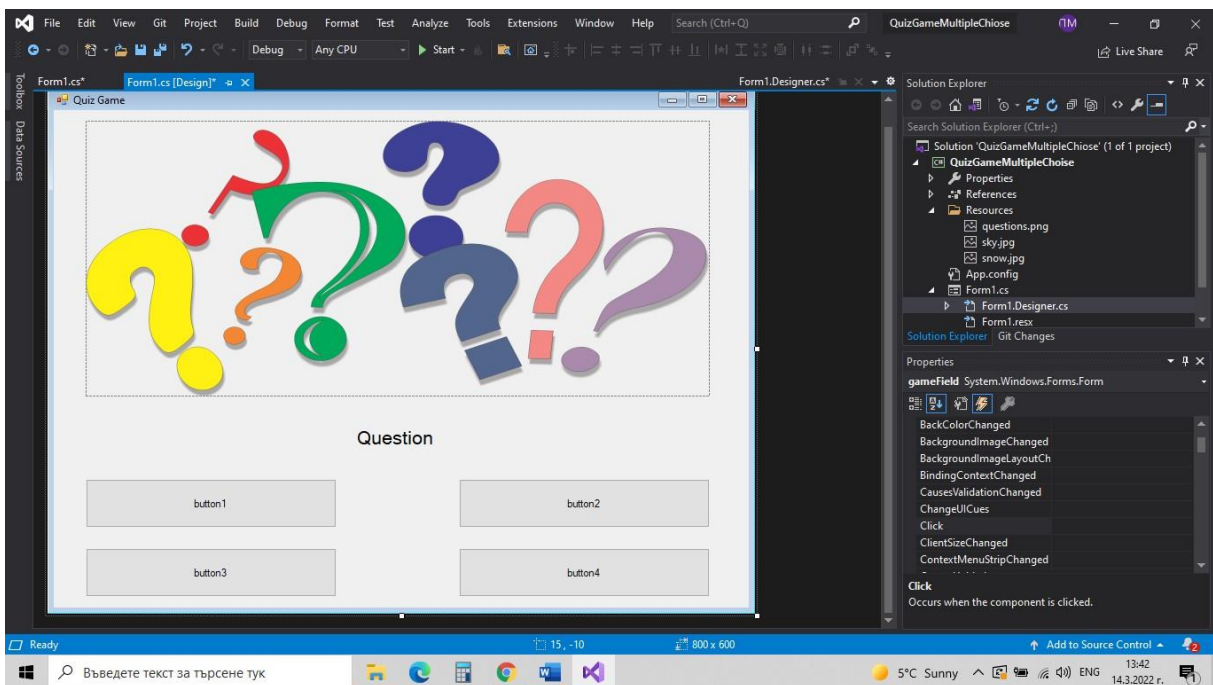 File Edit View Git Project Build Debug Format Test Analyze Tools Extensions Window Help Search (Ctrl+Q) QuizGameMultipleChiose ПМ
Debug Any CPU Start Live Share
Toolbox
Data Sources
Form1.cs* Form1.cs [Design]* Form1.Designer.cs*
Quiz Game
Question
button1 button2
button3 button4
Solution Explorer
Search Solution Explorer (Ctrl+;)
Solution 'QuizGameMultipleChiose' (1 of 1 project)
QuizGameMultipleChoise
Properties
References
Resources
questions.png
sky.jpg
snow.jpg
App.config
Form1.cs
Form1.Designer.cs
Form1.resx
Solution Explorer Git Changes
Properties
gameField System.Windows.Forms.Form
BackColorChanged
BackgroundImageChanged
BackgroundImageLayoutCh
BindingContextChanged
CausesValidationChanged
ChangeUICues
Click
ClientSizeChanged
ContextMenuStripChanged
Click
Occurs when the component is clicked.
Ready 15, -10 800 x 600 Add to Source Control 2
Въведете текст за търсене тук 5°C Sunny ENG 13:42
14.3.2022 г.